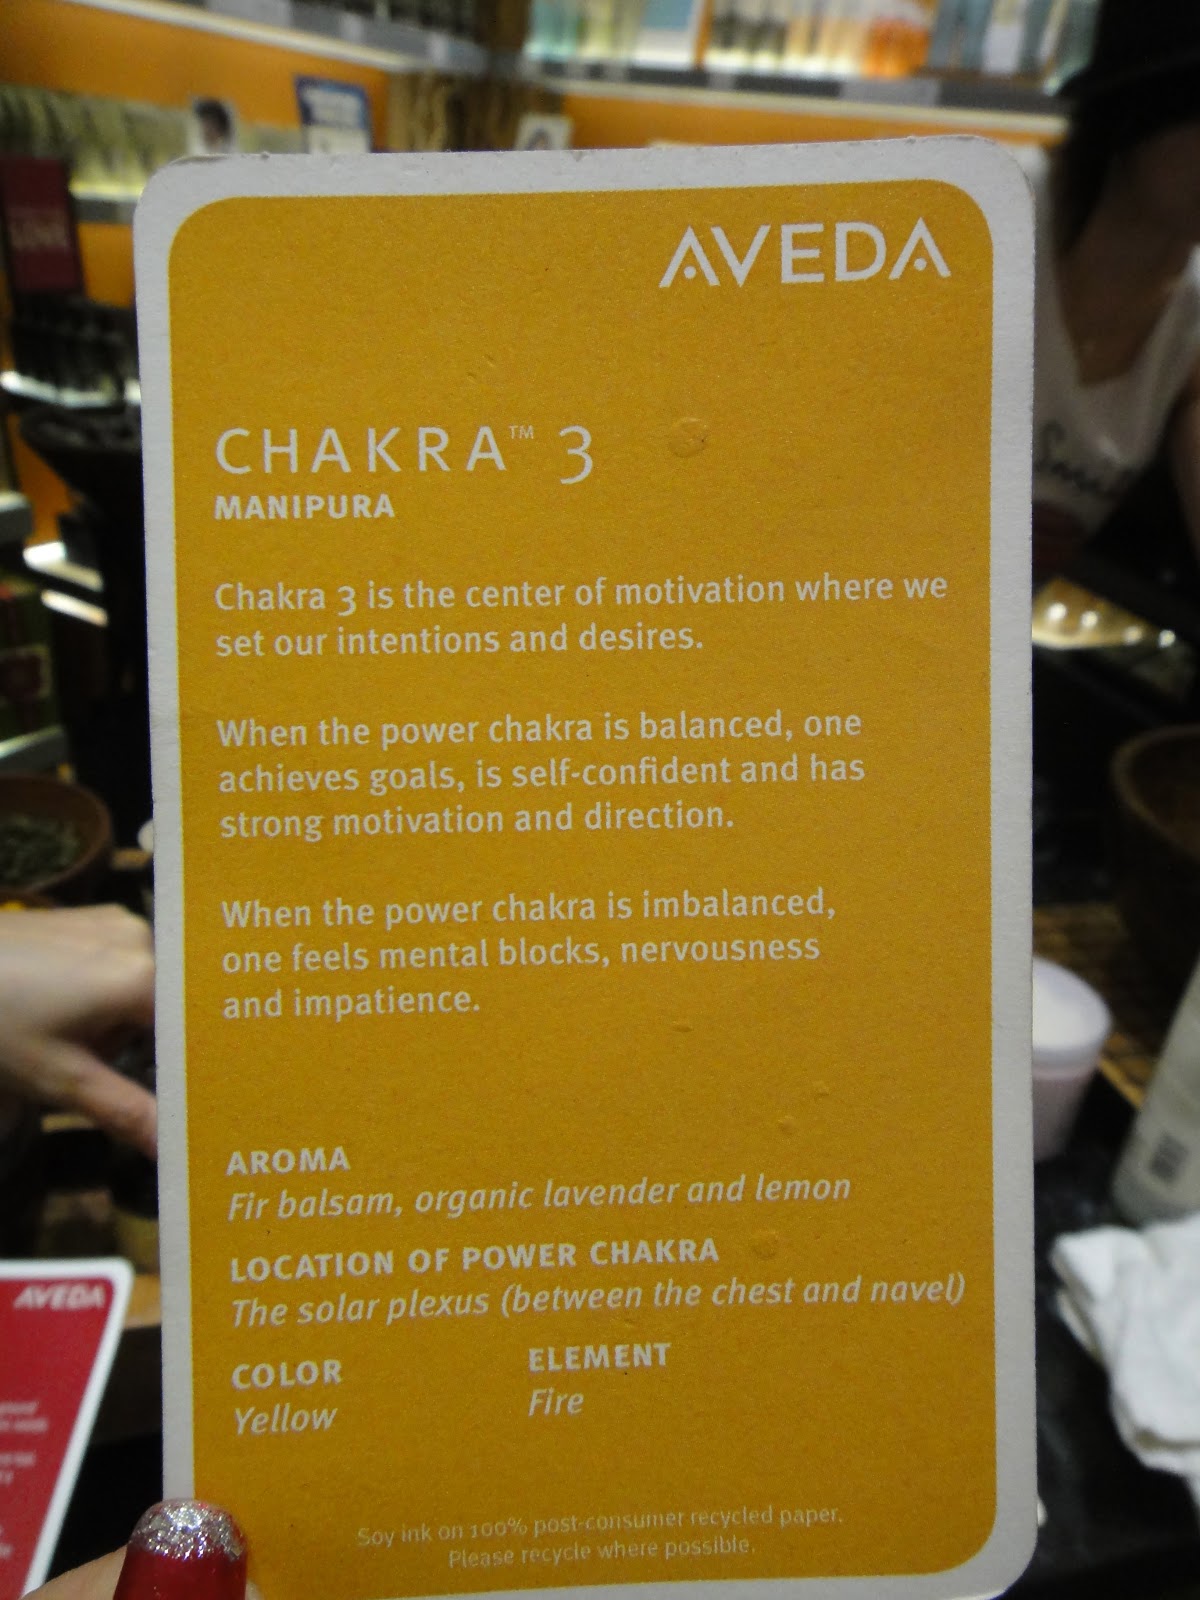 AVEDA
CHAKRA™ 3
MANIPURA
Chakra 3 is the center of motivation where we
set our intentions and desires.
When the power chakra is balanced, one
achieves goals, is self-confident and has
strong motivation and direction.
When the power chakra is imbalanced,
one feels mental blocks, nervousness
and impatience.
AROMA
Fir balsam, organic lavender and lemon
LOCATION OF POWER CHAKRA
The solar plexus (between the chest and navel)
COLOR
Yellow
ELEMENT
Fire
Soy ink on 100% post-consumer recycled paper.
Please recycle where possible.
AVEDA